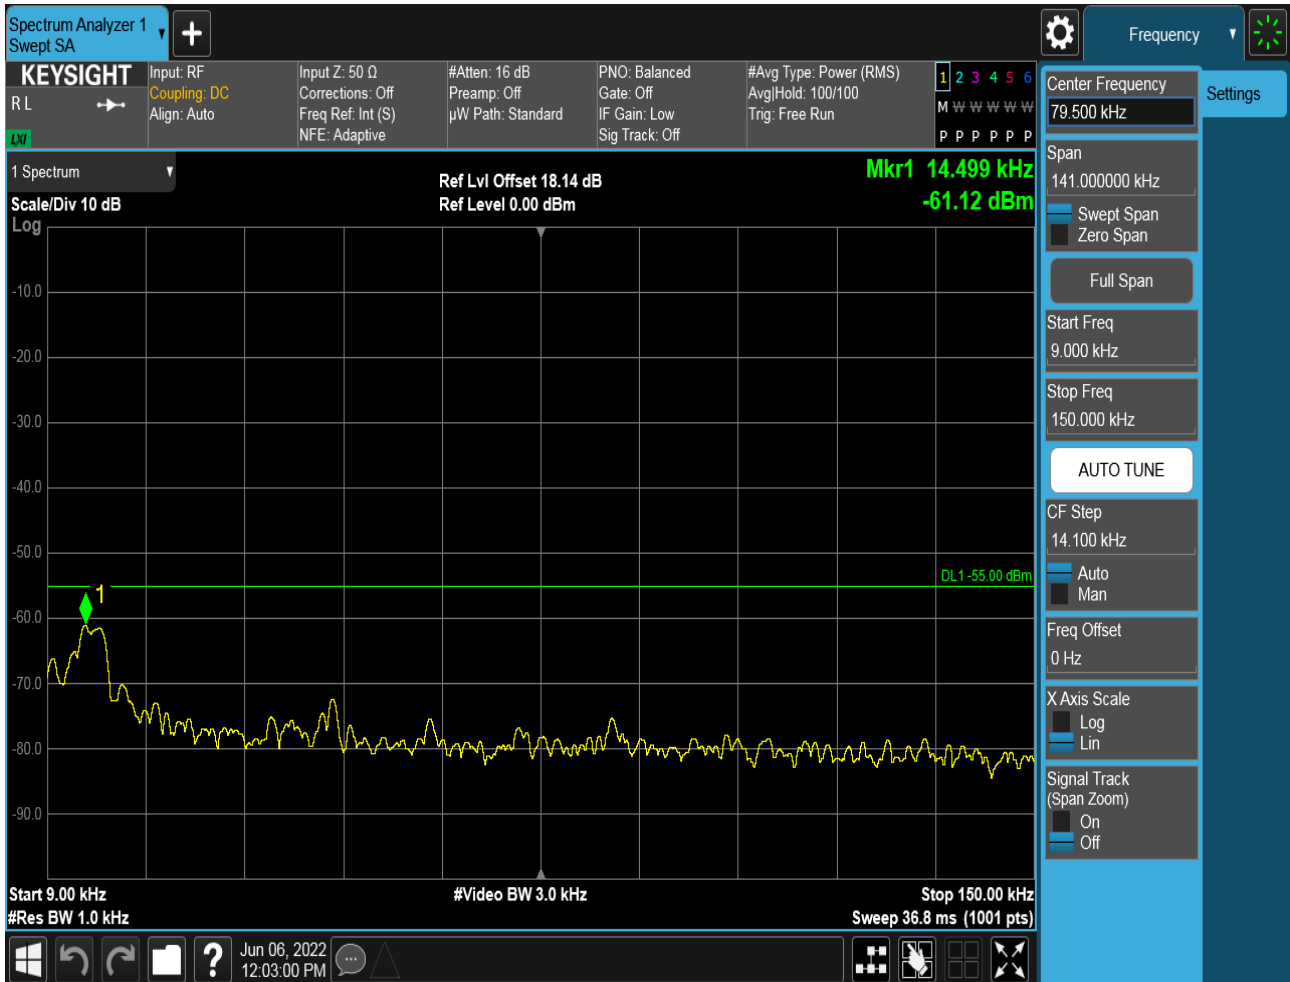 Spectrum Analyzer 1
Swept SA
Frequency
KEYSIGHT
R L
LXI
Input: RF
Coupling: DC
Align: Auto
Input Z: 50 Ω
Corrections: Off
Freq Ref: Int (S)
NFE: Adaptive
#Atten: 16 dB
Preamp: Off
µW Path: Standard
PNO: Balanced
Gate: Off
IF Gain: Low
Sig Track: Off
#Avg Type: Power (RMS)
Avg|Hold: 100/100
Trig: Free Run
1 2 3 4 5 6
M W W W W W
P P P P P P
1 Spectrum
Scale/Div 10 dB
Log
Ref Lvl Offset 18.14 dB
Ref Level 0.00 dBm
Mkr1 14.499 kHz
-61.12 dBm
-10.0
-20.0
-30.0
-40.0
-50.0
DL1 -55.00 dBm
1
-60.0
-70.0
-80.0
-90.0
Start 9.00 kHz
#Video BW 3.0 kHz
Stop 150.00 kHz
#Res BW 1.0 kHz
Sweep 36.8 ms (1001 pts)
?
Jun 06, 2022
12:03:00 PM
Center Frequency
79.500 kHz
Settings
Span
141.000000 kHz
Swept Span
Zero Span
Full Span
Start Freq
9.000 kHz
Stop Freq
150.000 kHz
AUTO TUNE
CF Step
14.100 kHz
Auto
Man
Freq Offset
0 Hz
X Axis Scale
Log
Lin
Signal Track
(Span Zoom)
On
Off